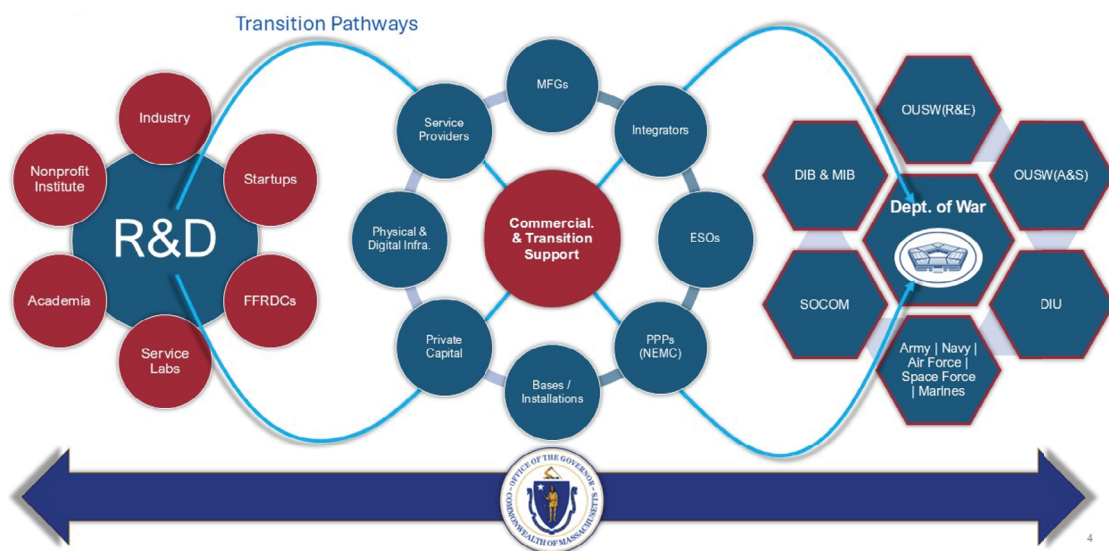 Transition Pathways
Industry
Nonprofit
Institute
Startups
R&D
Academia
FFRDCs
Service
Labs
MFGs
Service
Providers
Integrators
Physical &
Digital Infra.
Commercial.
& Transition
Support
ESOs
Private
Capital
PPPs
(NEMC)
Bases /
Installations
OUSW(R&E)
DIB & MIB
OUSW(A&S)
Dept. of War
SOCOM
DIU
Army | Navy |
Air Force |
Space Force
| Marines
OFFICE OF THE GOVERNOR
COMMONWEALTH OF MASSACHUSETTS
4